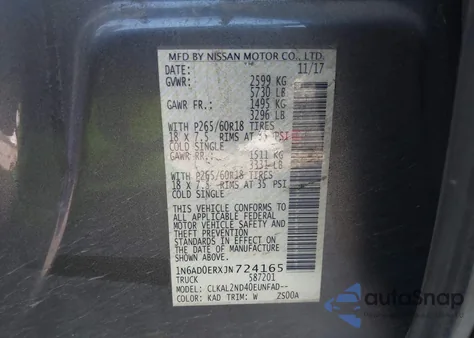 MFD BY NISSAN MOTOR CO., LTD.
DATE: 11/17
GVWR: 2599 KG
5730 LB
GAWR FR.: 1495 KG
3296 LB
WITH P265/60R18 TIRES
18 X 7.5 RIMS AT 35 PSI
COLD SINGLE
GAWR RR.: 1511 KG
3331 LB
WITH P265/60R18 TIRES
18 X 7.5 RIMS AT 35 PSI
COLD SINGLE
THIS VEHICLE CONFORMS TO
ALL APPLICABLE FEDERAL
MOTOR VEHICLE SAFETY
STANDARDS IN EFFECT ON
THE DATE OF MANUFACTURE
SHOWN ABOVE.
1N6AD0ERXJN724165
TRUCK 587201
MODEL: CLKAL2ND40EUNFAD--
COLOR: KAD TRIM: W ZS00A
autoSnap